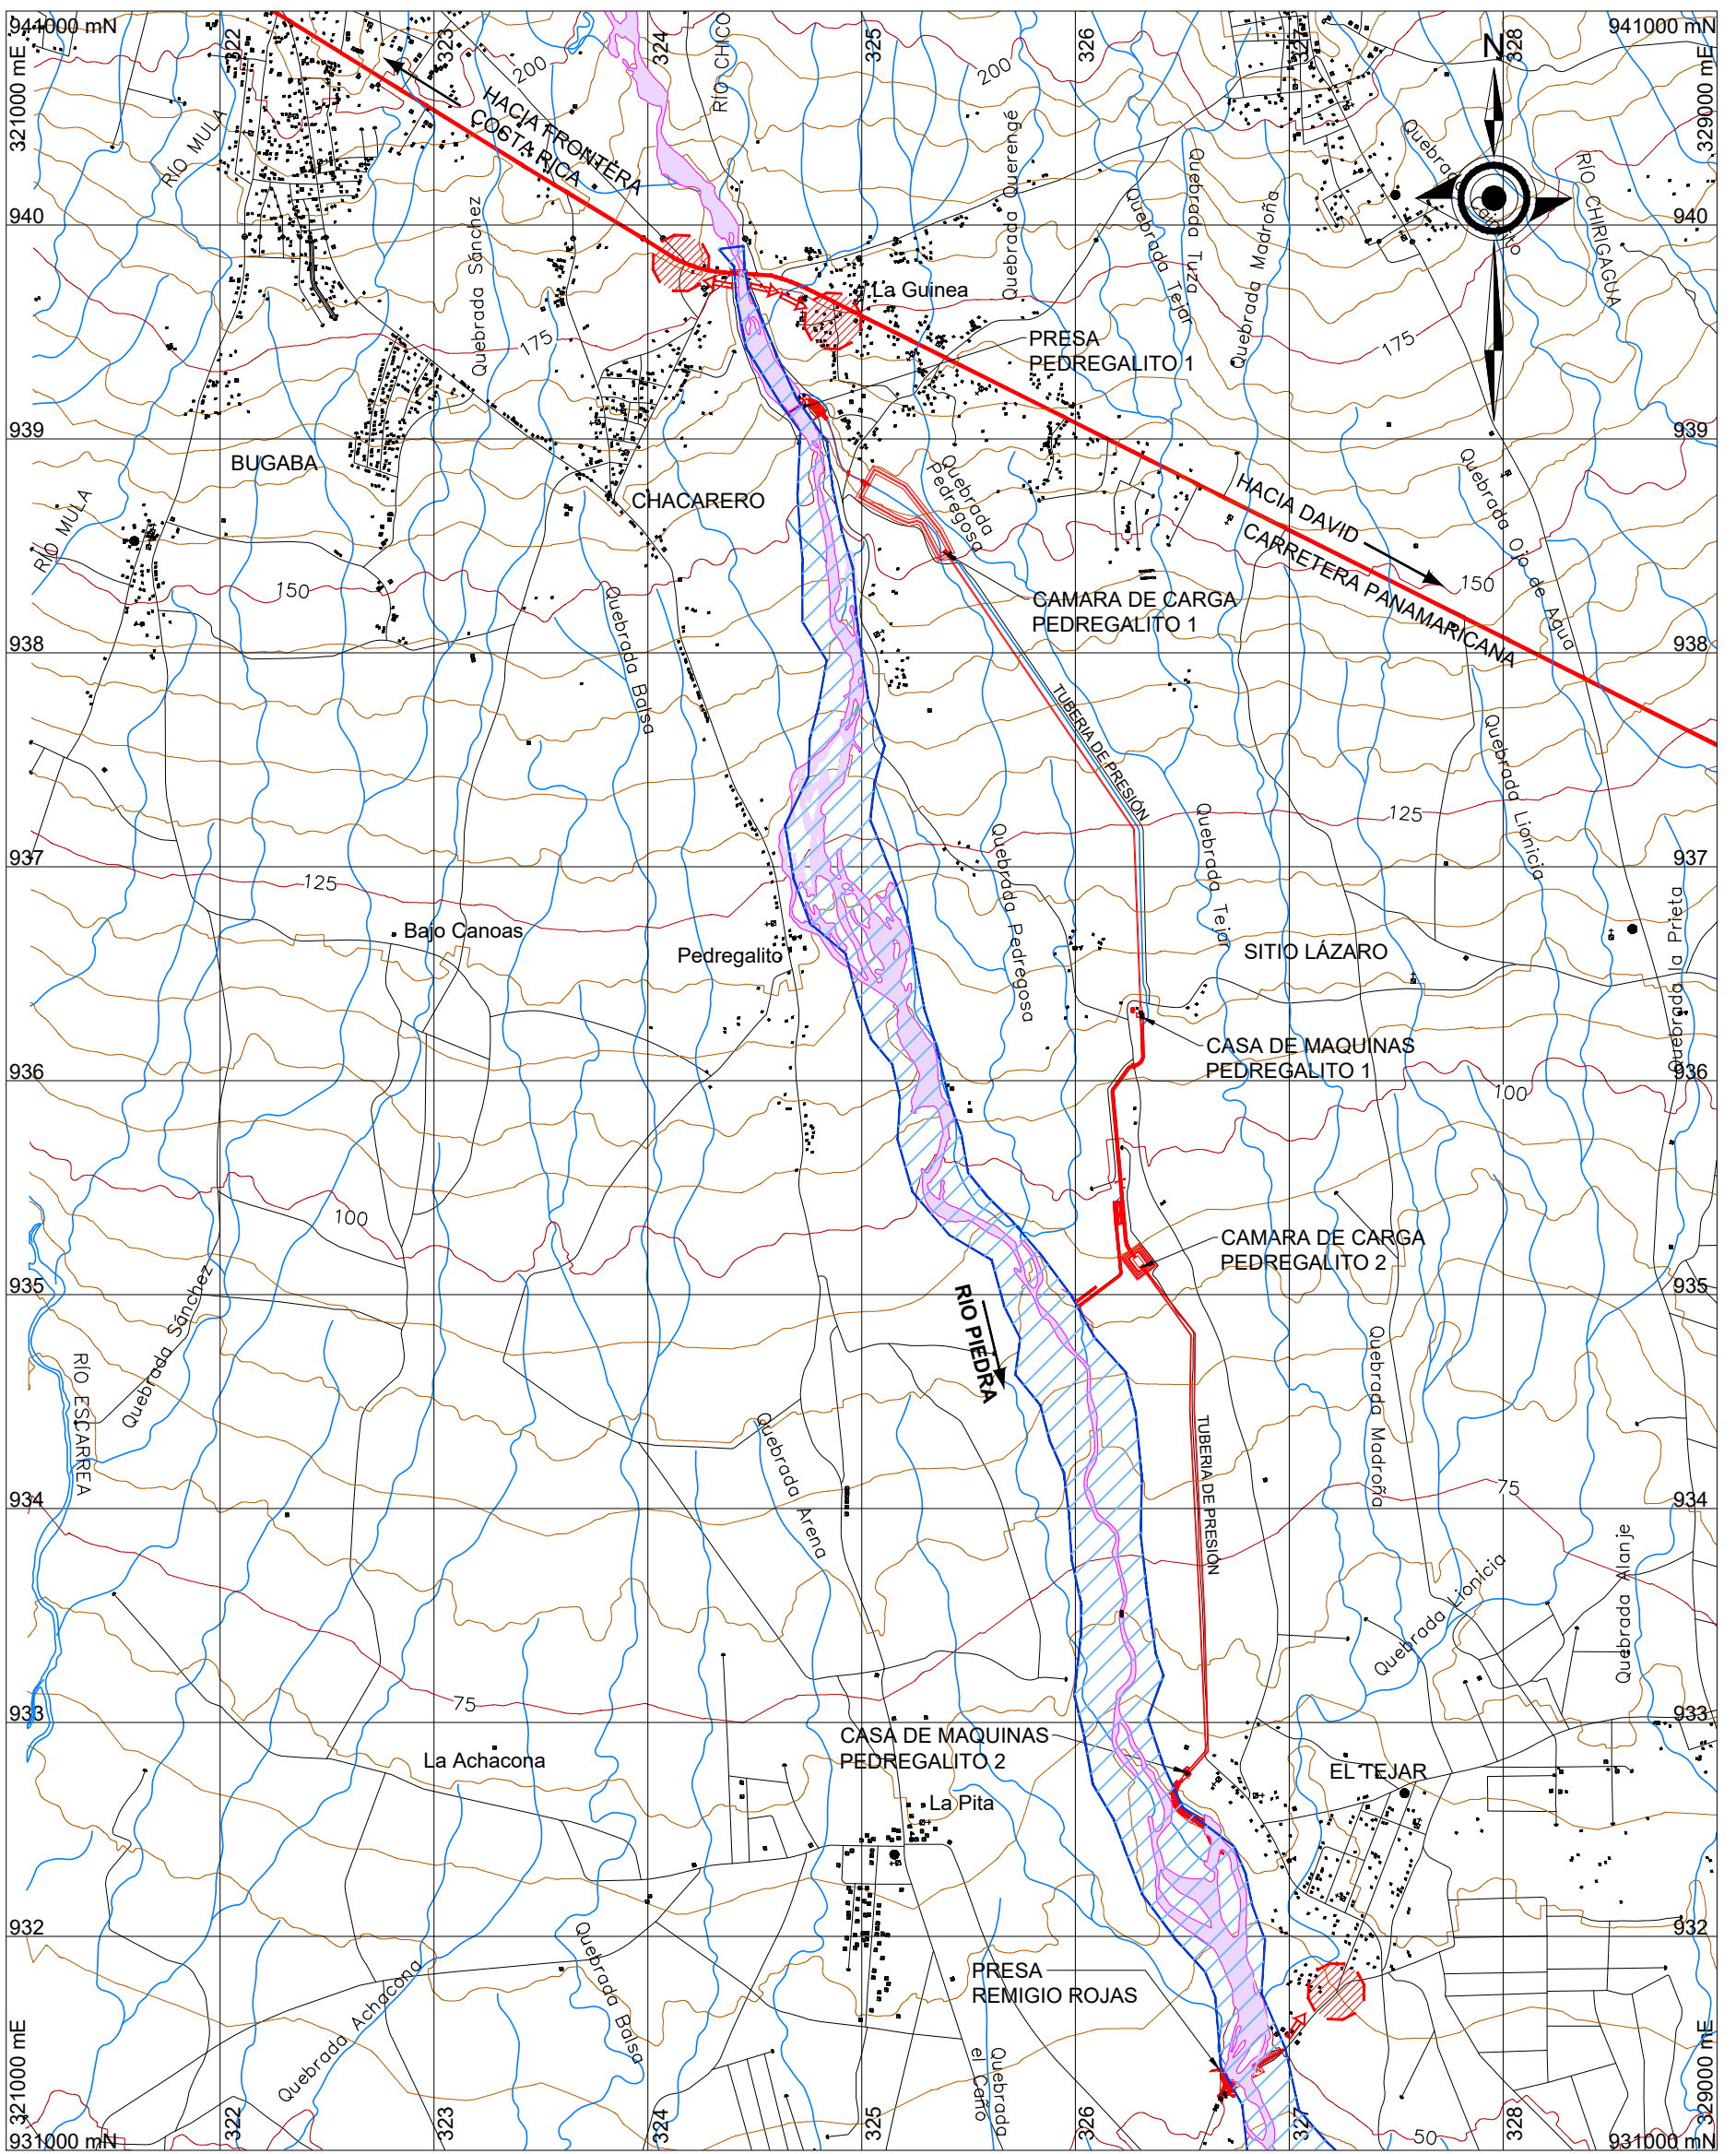 941000 mN
941000 mN
321000 mE
322
323
324
325
326
327
328
329000 mE
N
RÍO CHICO
200
200
HACIA FRONTERA
COSTA RICA
RÍO MULA
Quebrada Sánchez
Quebrada Querengé
Quebrada Tejar
Quebrada Tuza
Quebrada Madroña
Quebrada
RÍO CHIRIGAGUA
940
940
La Guinea
175
175
PRESA
PEDREGALITO 1
939
939
BUGABA
CHACARERO
Quebrada
Pedregosa
HACIA DAVID
CARRETERA PANAMARICANA
Quebrada Ojo de Agua
RÍO MULA
150
150
CAMARA DE CARGA
PEDREGALITO 1
Quebrada Balsa
938
938
TUBERIA DE PRESIÓN
Quebrada Lionicia
125
125
Quebrada Pedregosa
Quebrada Tejar
937
937
Quebrada la Prieta
Bajo Canoas
Pedregalito
SITIO LÁZARO
CASA DE MAQUINAS
PEDREGALITO 1
936
936
100
100
CAMARA DE CARGA
PEDREGALITO 2
Quebrada Sánchez
935
935
RIO PIEDRA
RÍO ESCARREA
Quebrada Arena
Quebrada Madroña
TUBERIA DE PRESIÓN
75
934
934
Quebrada Lionicia
Quebrada Alanje
75
933
933
CASA DE MAQUINAS
PEDREGALITO 2
La Achacona
EL TEJAR
La Pita
932
932
PRESA
REMIGIO ROJAS
Quebrada Achacona
Quebrada Balsa
Quebrada
el Caño
321000 mE
322
323
324
325
326
327
328
329000 mE
50
931000 mN
931000 mN